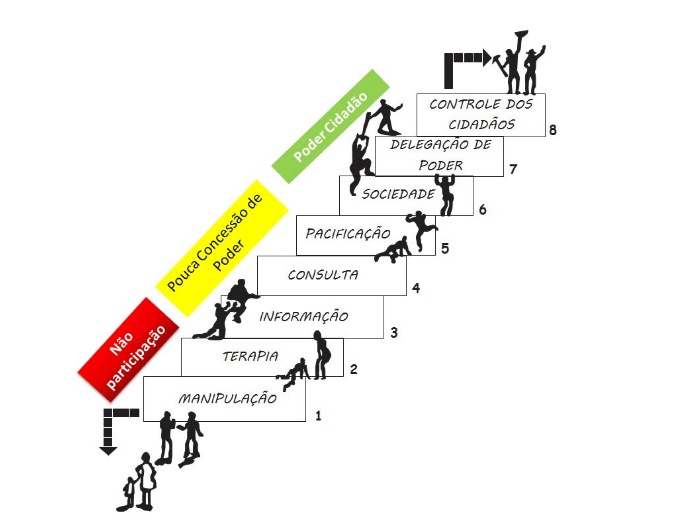 CONTROLE DOS
CIDADÃOS
8
DELEGAÇÃO DE
PODER
7
SOCIEDADE
6
PACIFICAÇÃO
5
CONSULTA
4
INFORMAÇÃO
3
TERAPIA
2
MANIPULAÇÃO
1
Poder Cidadão
Pouca Concessão de
Poder
Não
participação